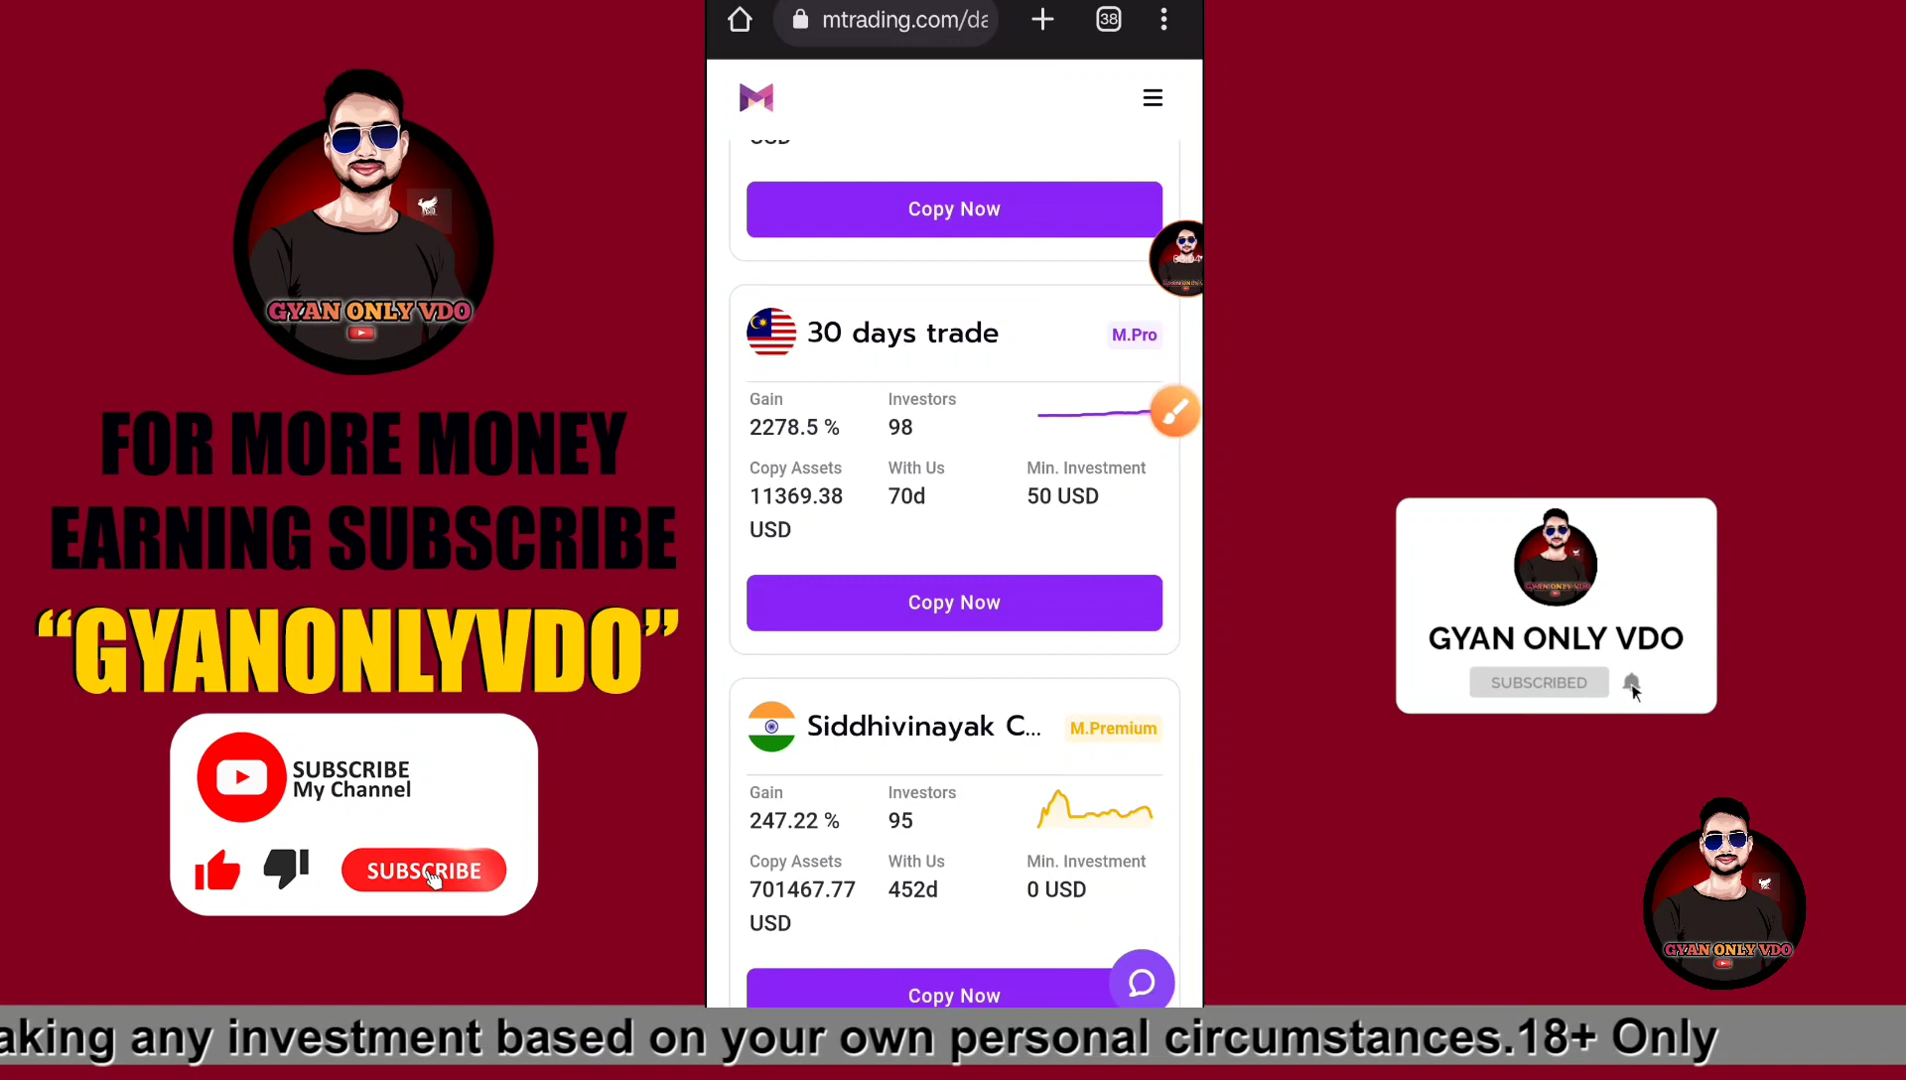 mtrading.com/da
38
USD
Copy Now
GYAN ONLY VDO
FOR MORE MONEY
EARNING SUBSCRIBE
“GYANONLYVDO”
SUBSCRIBE
My Channel
SUBSCRIBE
30 days trade
M.Pro
Gain
Investors
2278.5 %
98
Copy Assets
With Us
Min. Investment
11369.38
70d
50 USD
USD
Copy Now
Siddhivinayak C...
M.Premium
Gain
Investors
247.22 %
95
Copy Assets
With Us
Min. Investment
701467.77
452d
0 USD
USD
Copy Now
GYAN ONLY VDO
SUBSCRIBED
GYAN ONLY VDO
aking any investment based on your own personal circumstances.18+ Only